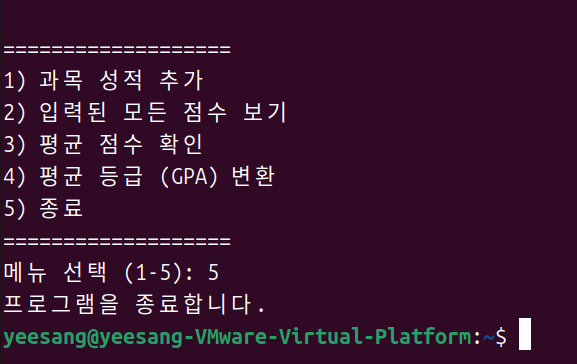 ===================
1) 과목 성적 추가
2) 입력된 모든 점수 보기
3) 평균 점수 확인
4) 평균 등급 (GPA) 변환
5) 종료
===================
메뉴 선택 (1-5): 5
프로그램을 종료합니다.
yeesang@yeesang-VMware-Virtual-Platform:~$